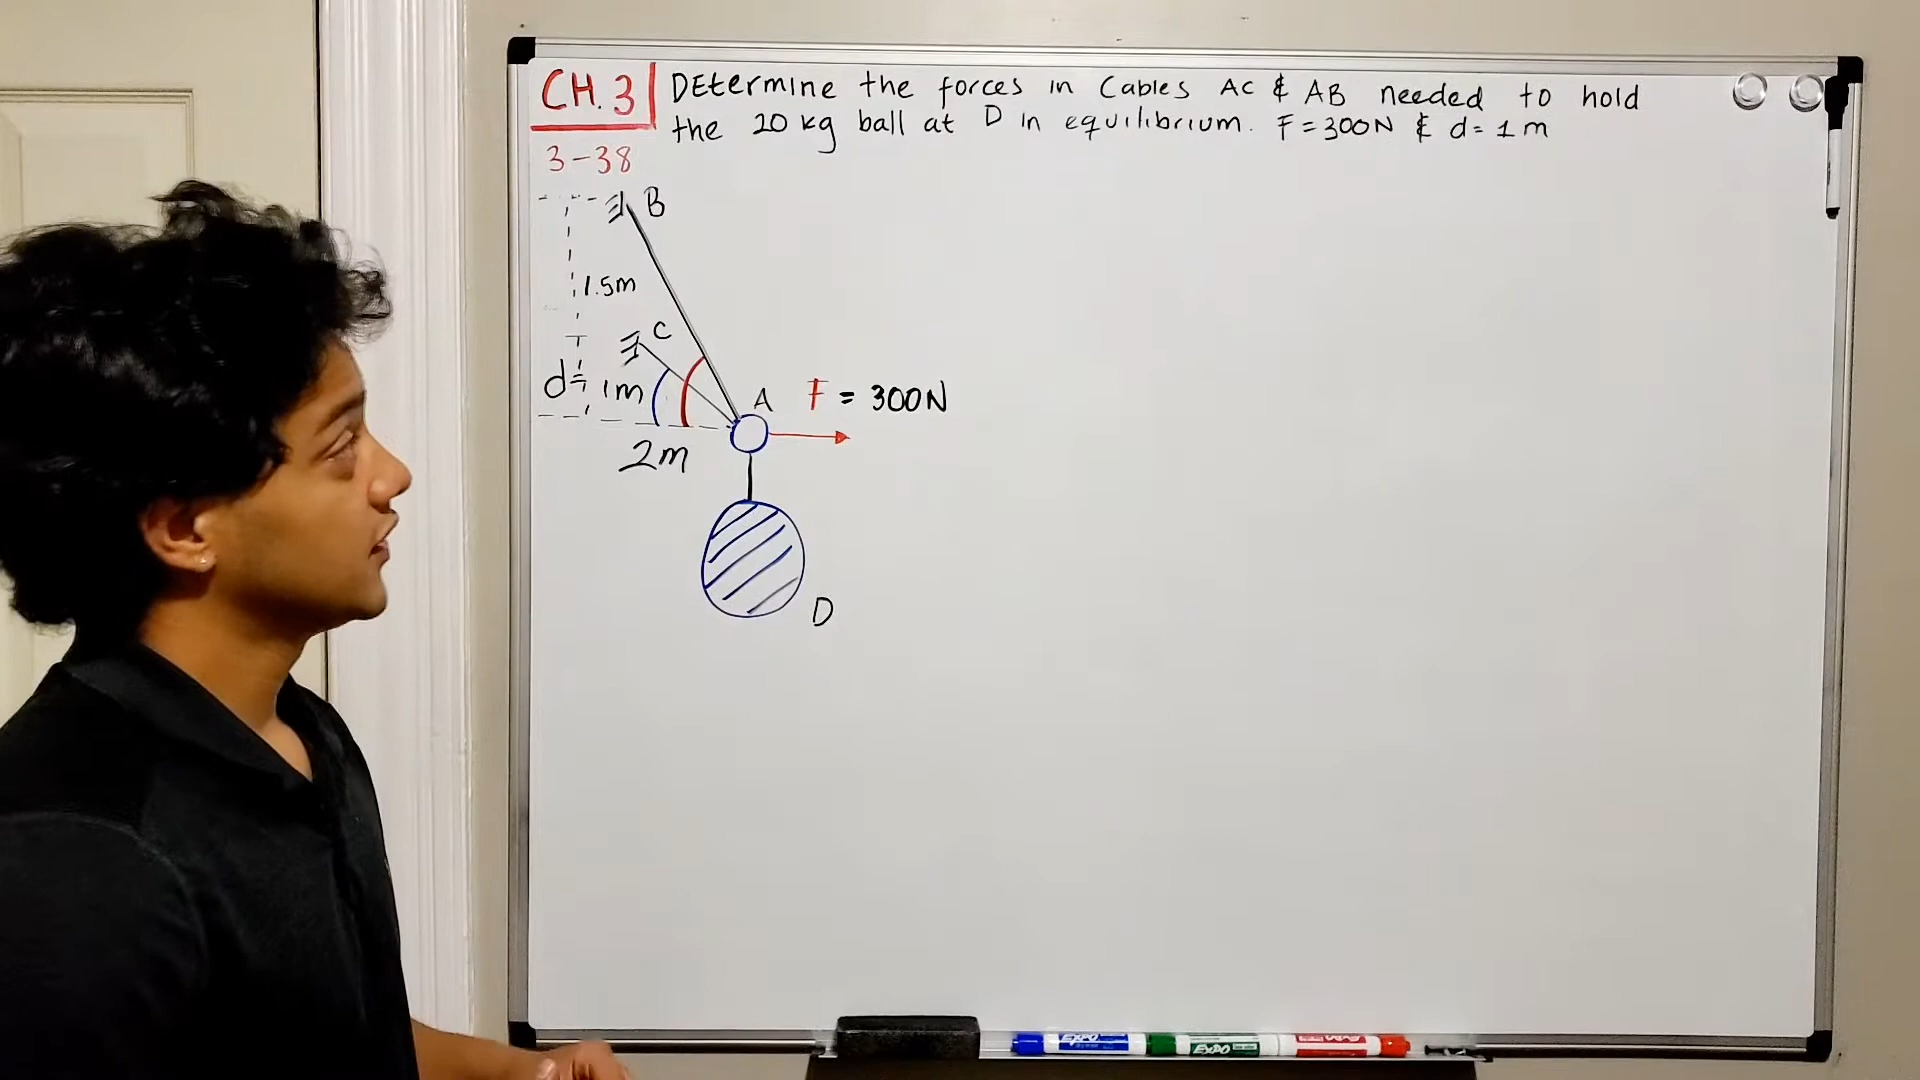 CH. 3
DEtermine the forces in Cables AC & AB needed to hold
the 20 kg ball at D in equilibrium. F = 300N & d = 1 m
3-38
B
1.5m
C
d= 1m
A
F = 300N
2m
D
EXPO
EXPO